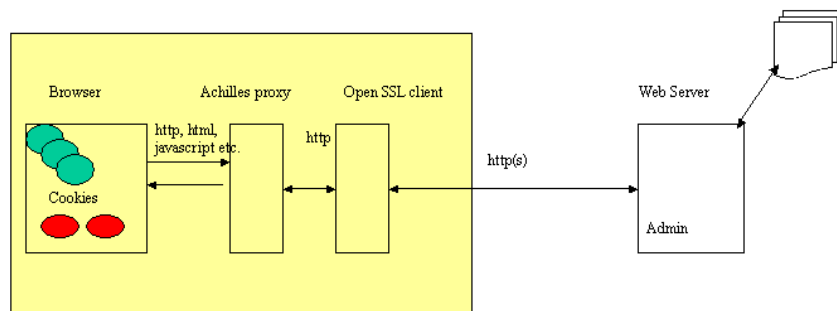 Browser
Achilles proxy
Open SSL client
Web Server
http, html,
javascript etc.
http
http(s)
Cookies
Admin